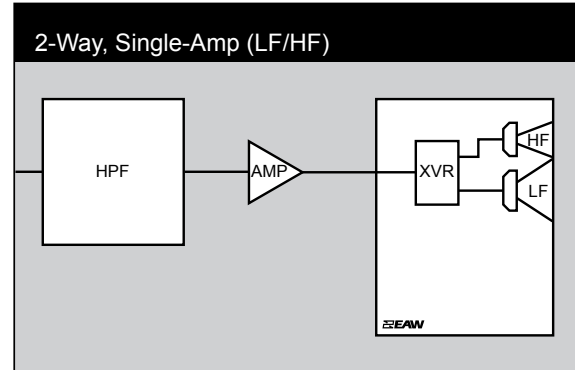 2-Way, Single-Amp (LF/HF)
HPF
AMP
XVR
HF
LF
EAW